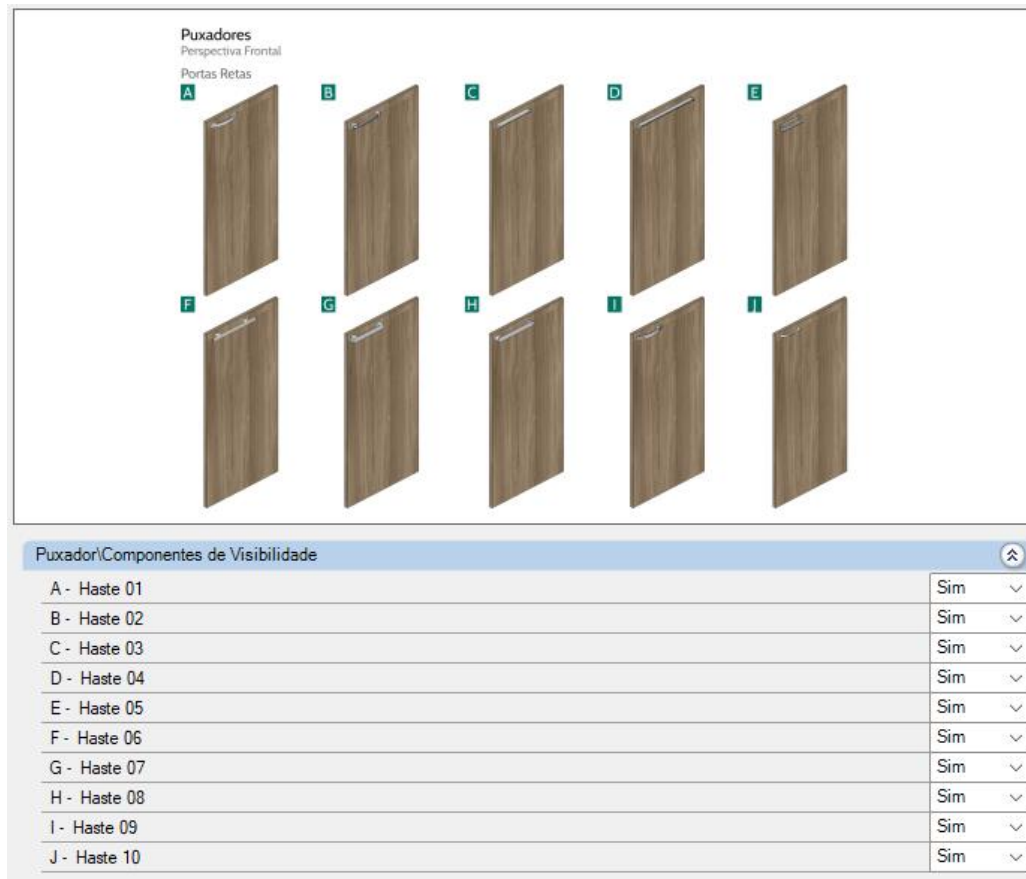 Puxadores
Perspectiva Frontal
Portas Retas
A B C D E
F G H I J
Puxador\Componentes de Visibilidade
A - Haste 01 Sim
B - Haste 02 Sim
C - Haste 03 Sim
D - Haste 04 Sim
E - Haste 05 Sim
F - Haste 06 Sim
G - Haste 07 Sim
H - Haste 08 Sim
I - Haste 09 Sim
J - Haste 10 Sim